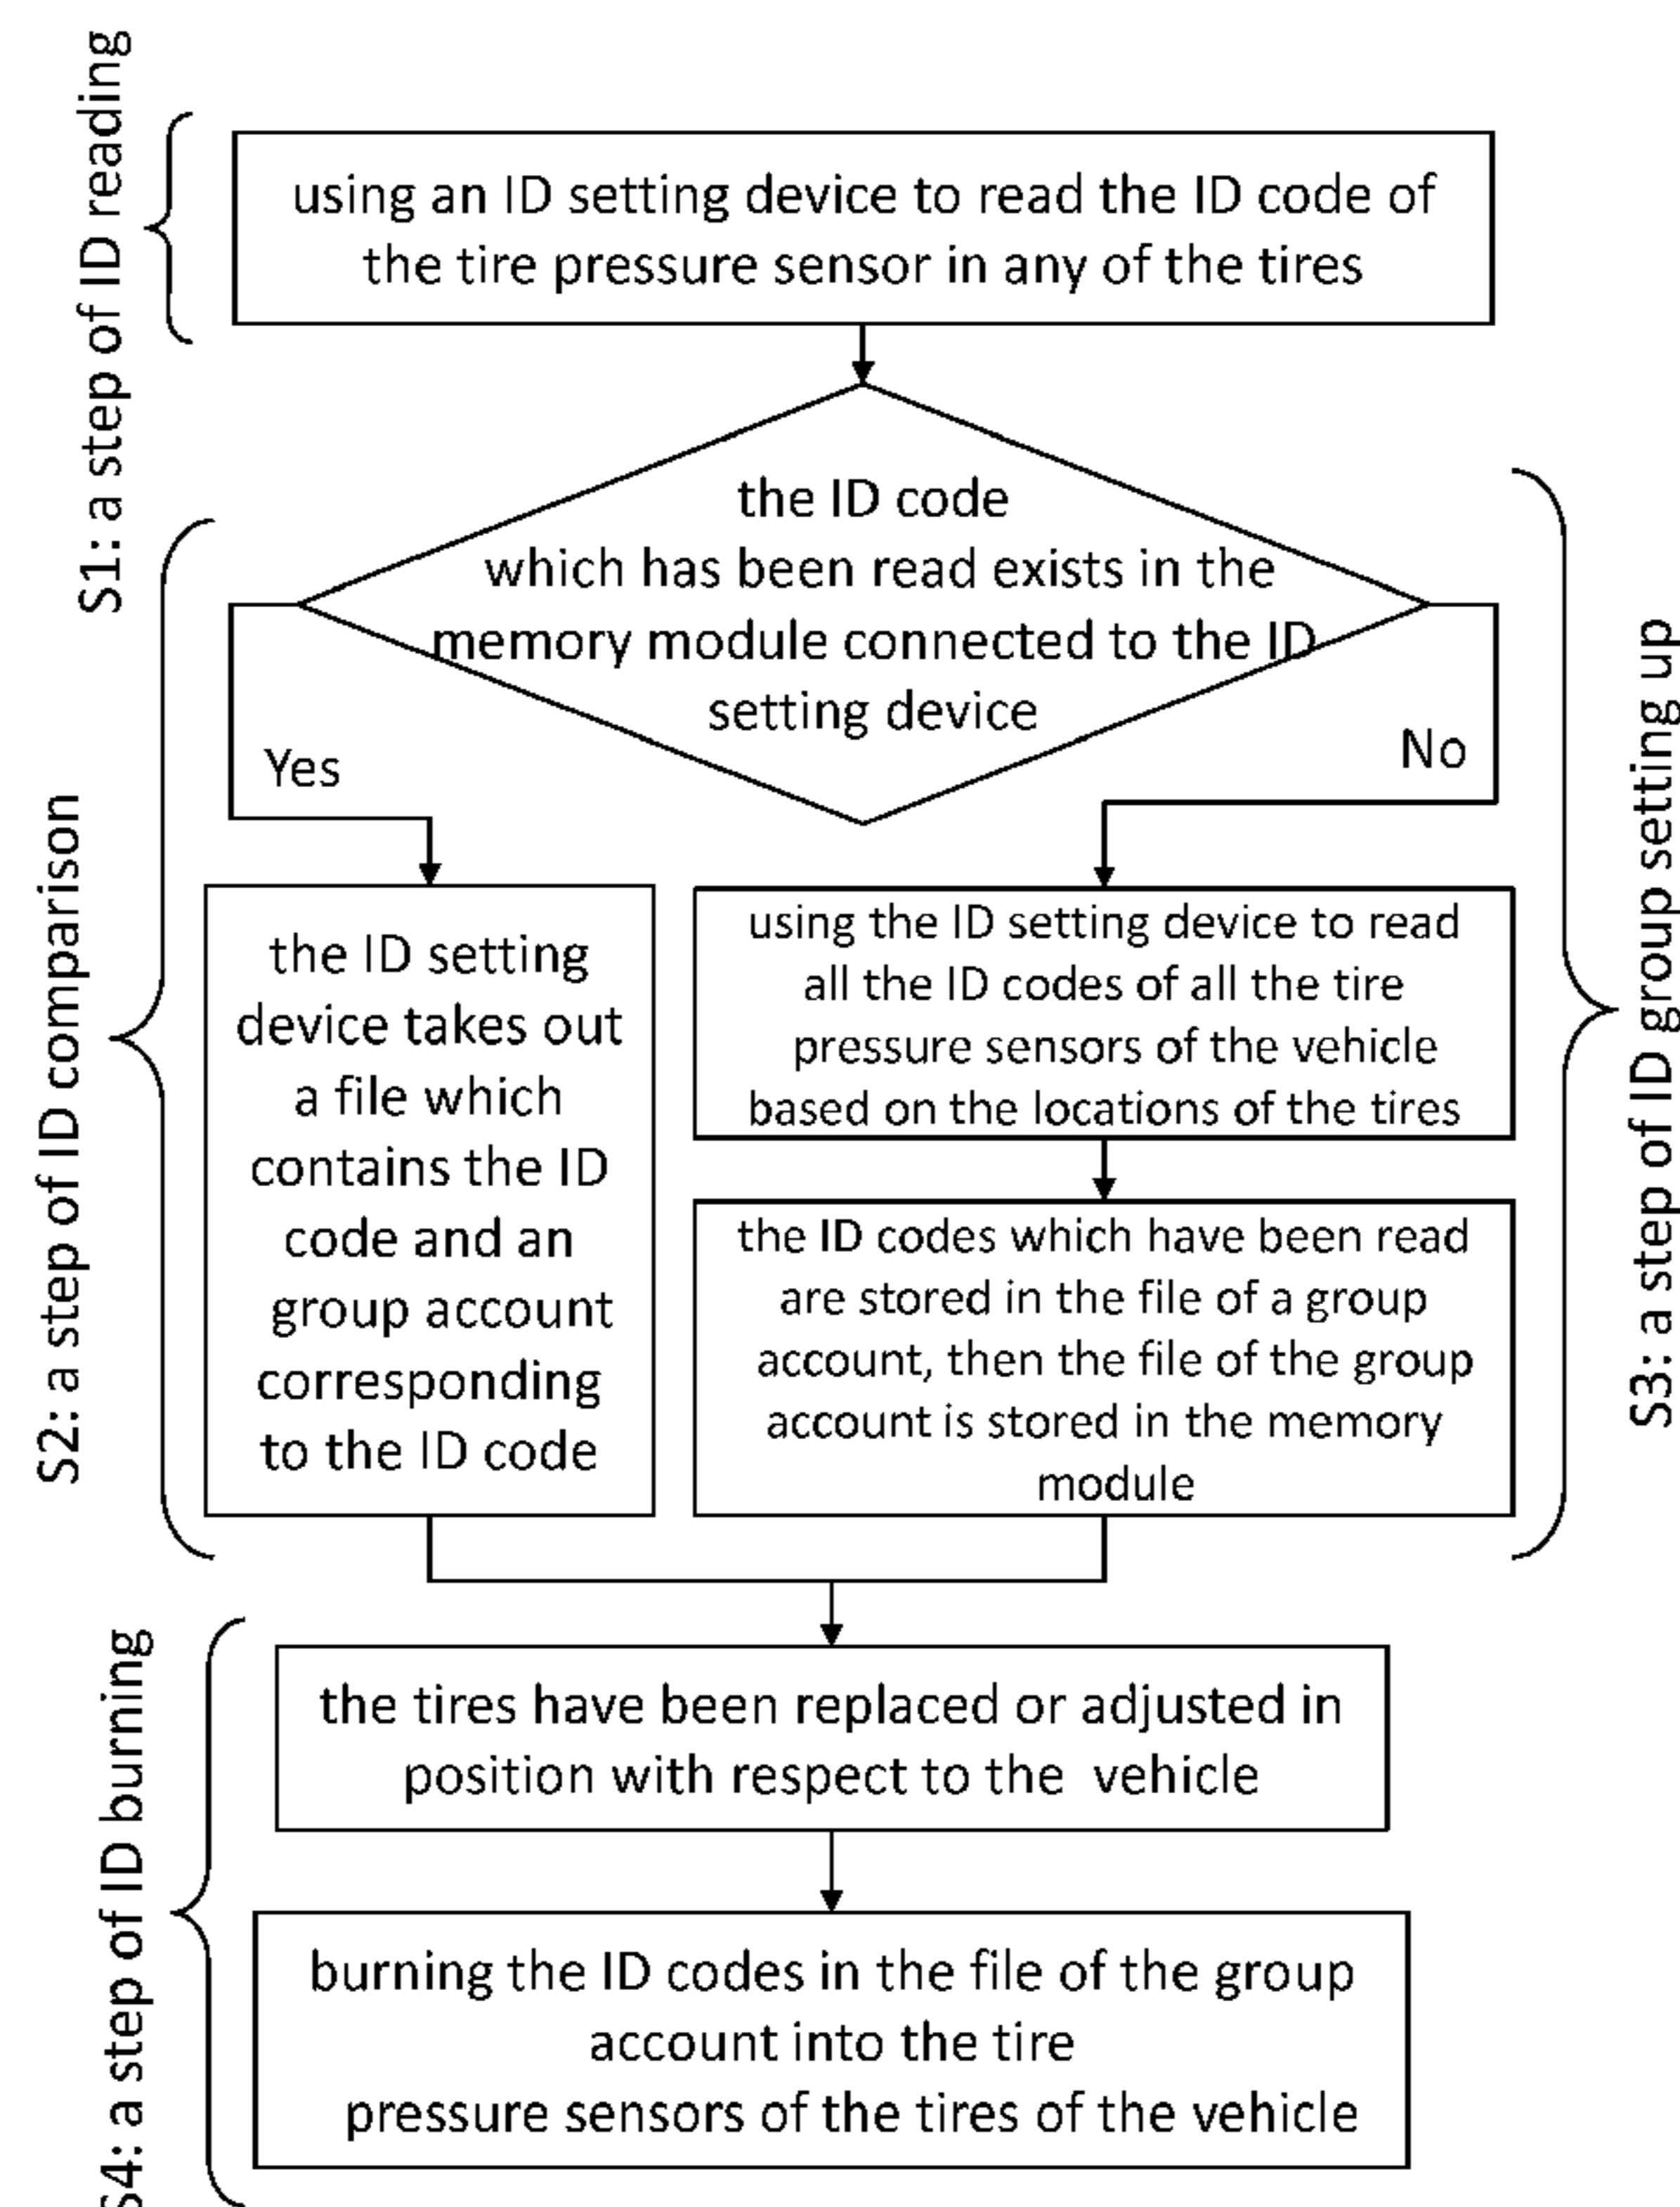 S1: a step of ID reading
using an ID setting device to read the ID code of
the tire pressure sensor in any of the tires
the ID code
which has been read exists in the
memory module connected to the ID
setting device
Yes
No
S2: a step of ID comparison
the ID setting
device takes out
a file which
contains the ID
code and an
group account
corresponding
to the ID code
using the ID setting device to read
all the ID codes of all the tire
pressure sensors of the vehicle
based on the locations of the tires
the ID codes which have been read
are stored in the file of a group
account, then the file of the group
account is stored in the memory
module
S3: a step of ID group setting up
S4: a step of ID burning
the tires have been replaced or adjusted in
position with respect to the vehicle
burning the ID codes in the file of the group
account into the tire
pressure sensors of the tires of the vehicle